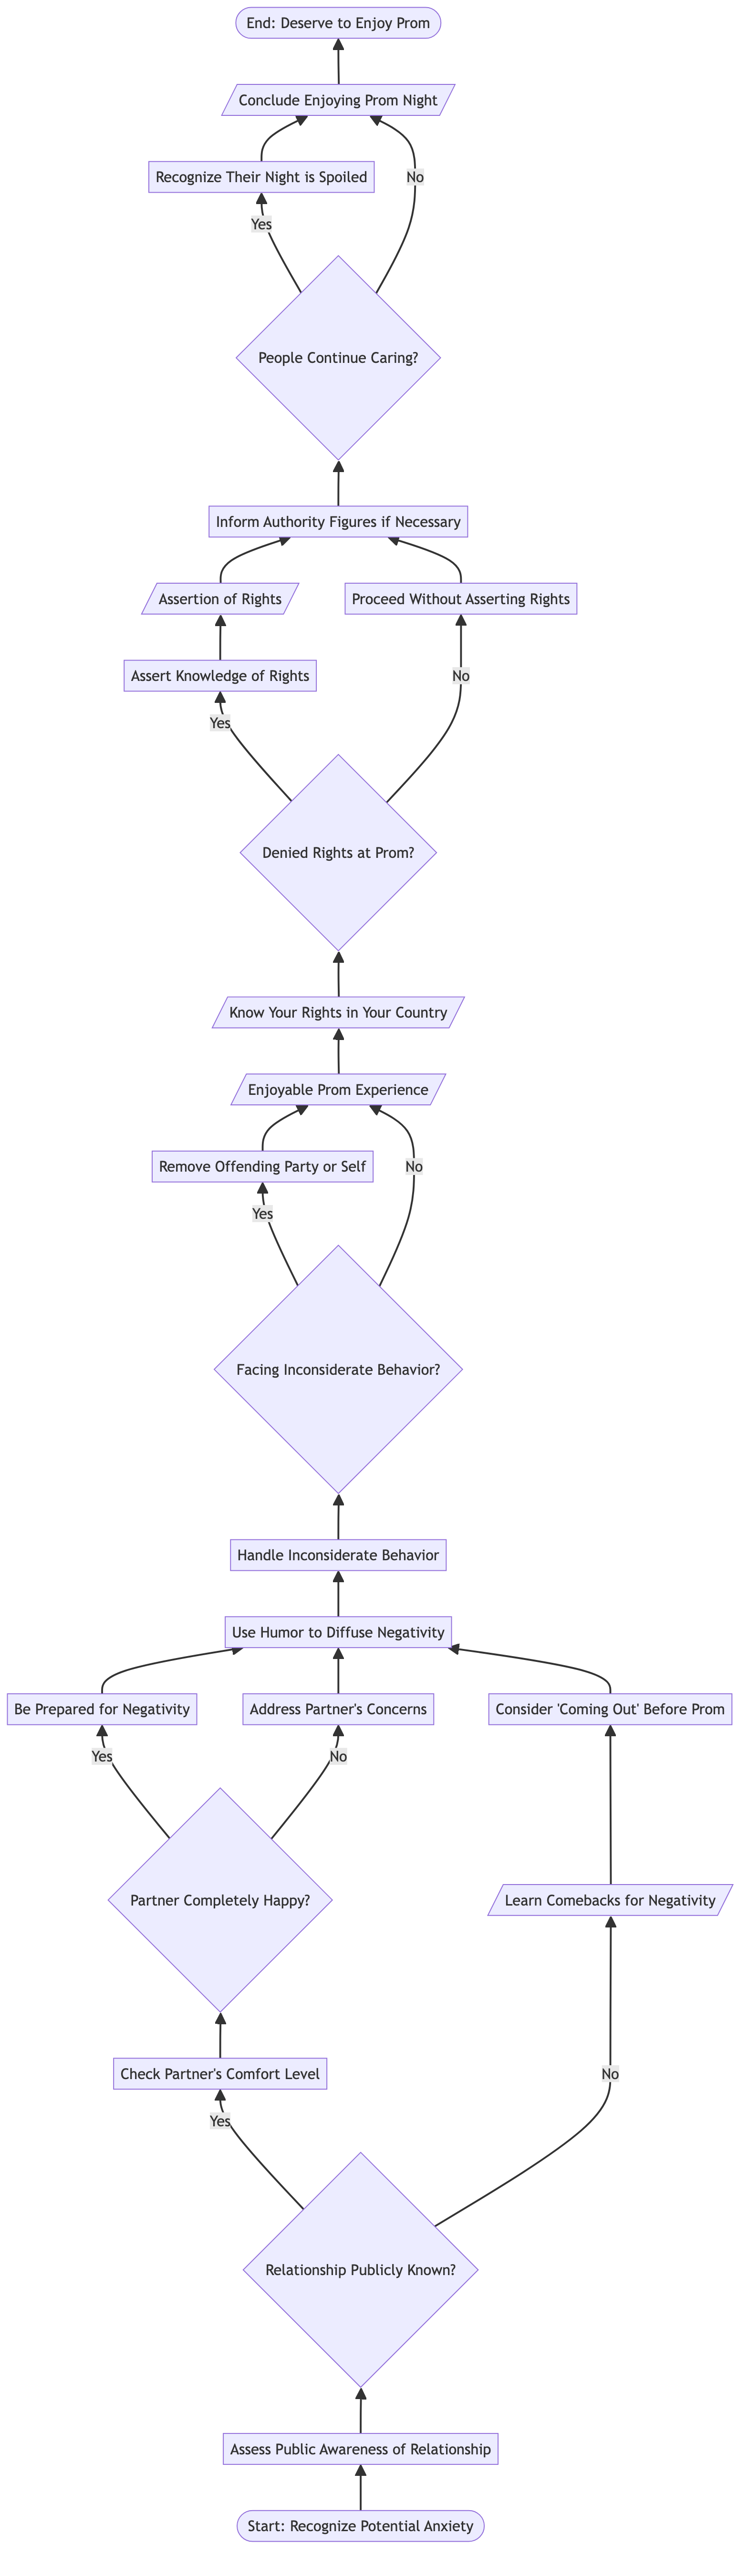 End: Deserve to Enjoy Prom
Conclude Enjoying Prom Night
Recognize Their Night is Spoiled
No
Yes
People Continue Caring?
Inform Authority Figures if Necessary
Assertion of Rights
Proceed Without Asserting Rights
Assert Knowledge of Rights
No
Yes
Denied Rights at Prom?
Know Your Rights in Your Country
Enjoyable Prom Experience
Remove Offending Party or Self
No
Yes
Facing Inconsiderate Behavior?
Handle Inconsiderate Behavior
Use Humor to Diffuse Negativity
Be Prepared for Negativity
Address Partner's Concerns
Consider 'Coming Out' Before Prom
Yes
No
Partner Completely Happy?
Learn Comebacks for Negativity
Check Partner's Comfort Level
No
Yes
Relationship Publicly Known?
Assess Public Awareness of Relationship
Start: Recognize Potential Anxiety